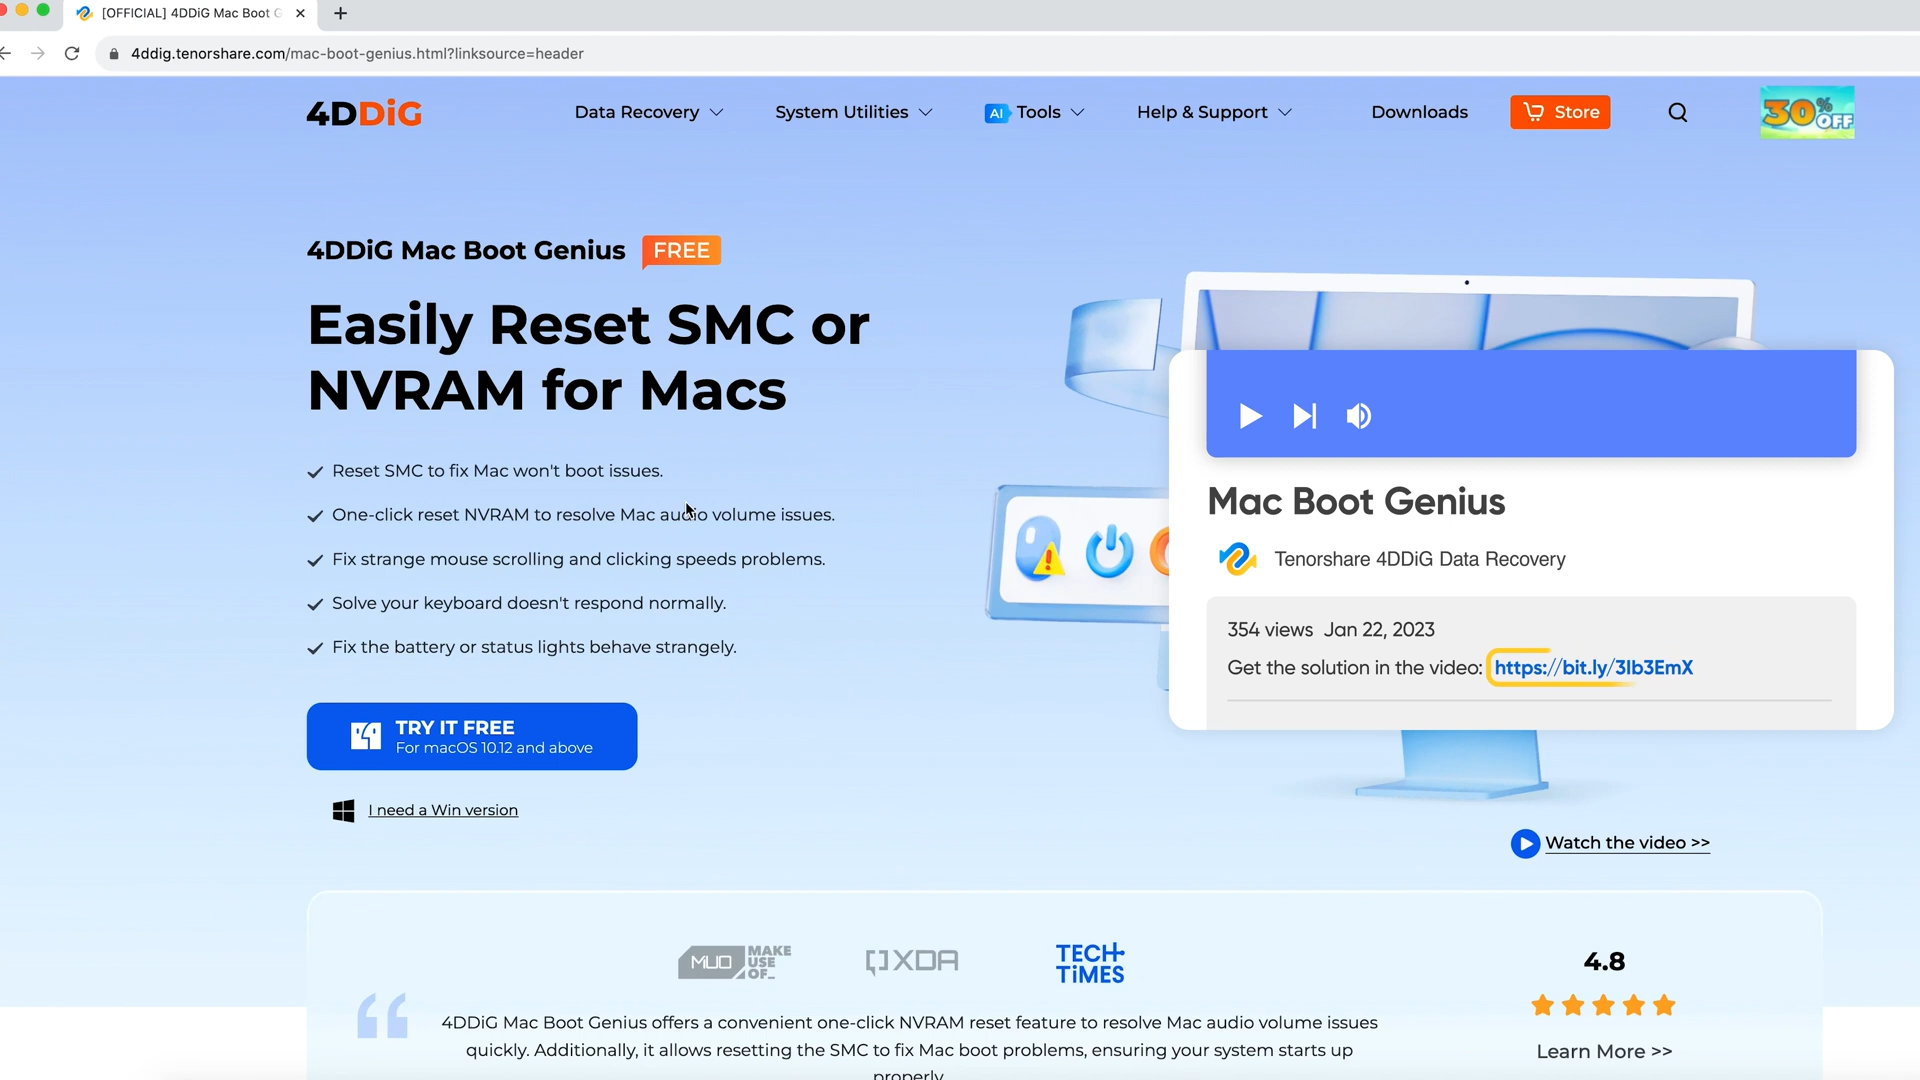 [OFFICIAL] 4DDiG Mac Boot G
4ddig.tenorshare.com/mac-boot-genius.html?linksource=header
4DDiG
Data Recovery
System Utilities
AI Tools
Help & Support
Downloads
Store
30% OFF
4DDiG Mac Boot Genius FREE
Easily Reset SMC or
NVRAM for Macs
Reset SMC to fix Mac won't boot issues.
One-click reset NVRAM to resolve Mac audio volume issues.
Fix strange mouse scrolling and clicking speeds problems.
Solve your keyboard doesn't respond normally.
Fix the battery or status lights behave strangely.
TRY IT FREE
For macOS 10.12 and above
I need a Win version
Mac Boot Genius
Tenorshare 4DDiG Data Recovery
354 views Jan 22, 2023
Get the solution in the video: https://bit.ly/3Ib3EmX
Watch the video >>
MUO MAKE
USE
OF_
XDA
TECH
TiMES
4.8
4DDiG Mac Boot Genius offers a convenient one-click NVRAM reset feature to resolve Mac audio volume issues
quickly. Additionally, it allows resetting the SMC to fix Mac boot problems, ensuring your system starts up
properly.
Learn More >>